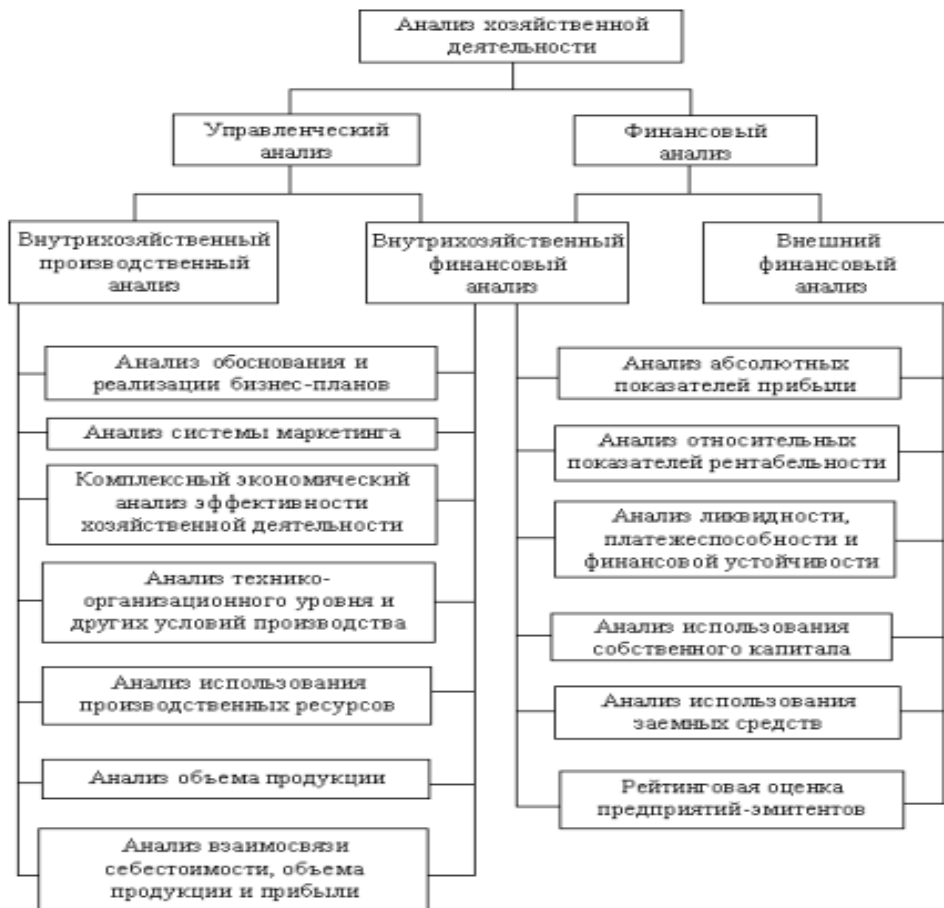 Анализ хозяйственной
деятельности
Управленческий
анализ
Финансовый
анализ
Внутрихозяйственный
производственный
анализ
Внутрихозяйственный
финансовый
анализ
Внешний
финансовый
анализ
Анализ обоснования и
реализации бизнес-планов
Анализ системы маркетинга
Комплексный экономический
анализ эффективности
хозяйственной деятельности
Анализ технико-
организационного уровня и
других условий производства
Анализ использования
производственных ресурсов
Анализ объема продукции
Анализ взаимосвязи
себестоимости, объема
продукции и прибыли
Анализ абсолютных
показателей прибыли
Анализ относительных
показателей рентабельности
Анализ ликвидности,
платежеспособности и
финансовой устойчивости
Анализ использования
собственного капитала
Анализ использования
заемных средств
Рейтинговая оценка
предприятий-эмитентов